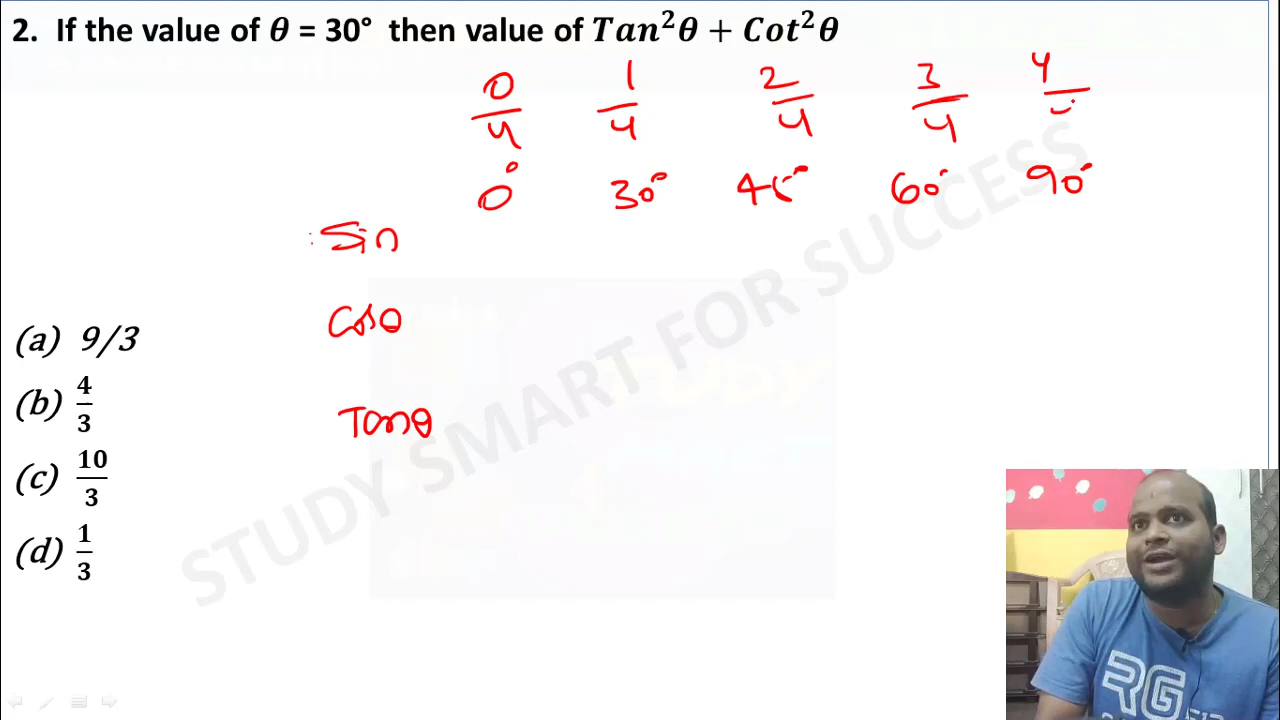 2. If the value of θ = 30° then value of Tan²θ + Cot²θ
0/4 1/4 2/4 3/4 4/
0° 30° 45° 60° 90°
Sin
Cosθ
Tanθ
(a) 9/3
(b) 4/3
(c) 10/3
(d) 1/3
STUDY SMART FOR SUCCESS
RG